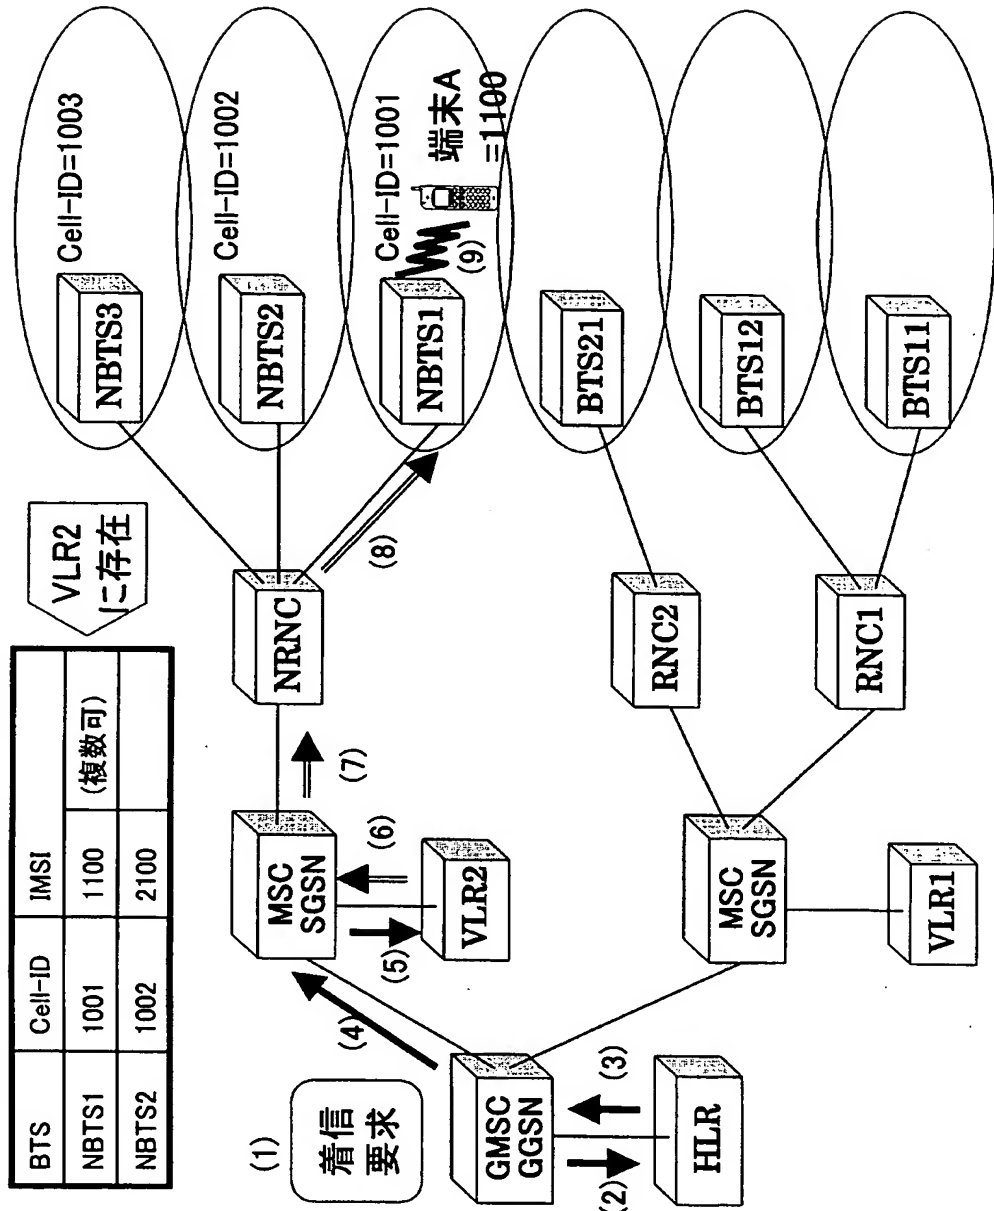 BTS Cell-ID IMSI
NBTS1 1001 1100 (複数可)
NBTS2 1002 2100
VLR2
に存在
(1)
着信
要求
GMSC
GGSN
(2)
(3)
HLR
(4)
MSC
SGSN
(5)
(6)
VLR2
(7)
NRNC
(8)
NBTS3
Cell-ID=1003
NBTS2
Cell-ID=1002
NBTS1
Cell-ID=1001
(9)
端末A
=1100
MSC
SGSN
VLR1
RNC2
RNC1
BTS21
BTS12
BTS11